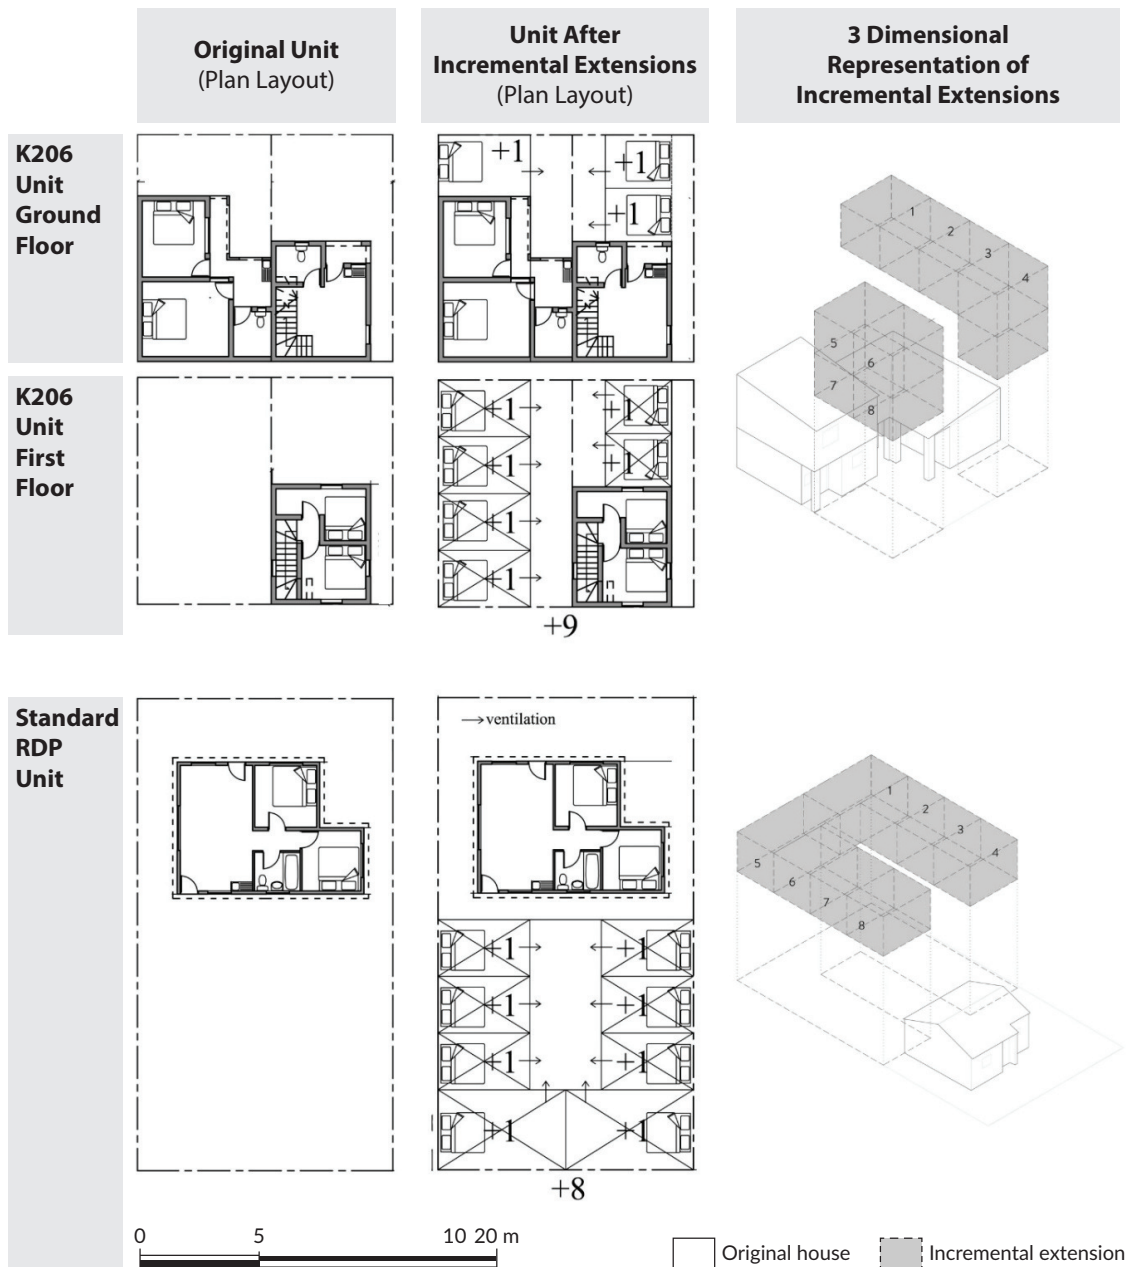 Original Unit
(Plan Layout)
Unit After
Incremental Extensions
(Plan Layout)
3 Dimensional
Representation of
Incremental Extensions
K206
Unit
Ground
Floor
+1
+1
+1
1
2
3
4
5
6
7
8
K206
Unit
First
Floor
+1
+1
+1
+1
+1
+1
+9
Standard
RDP
Unit
ventilation
+1
+1
+1
+1
+1
+1
+1
+1
+8
1
2
3
4
5
6
7
8
0 5 10 20 m
Original house
Incremental extension